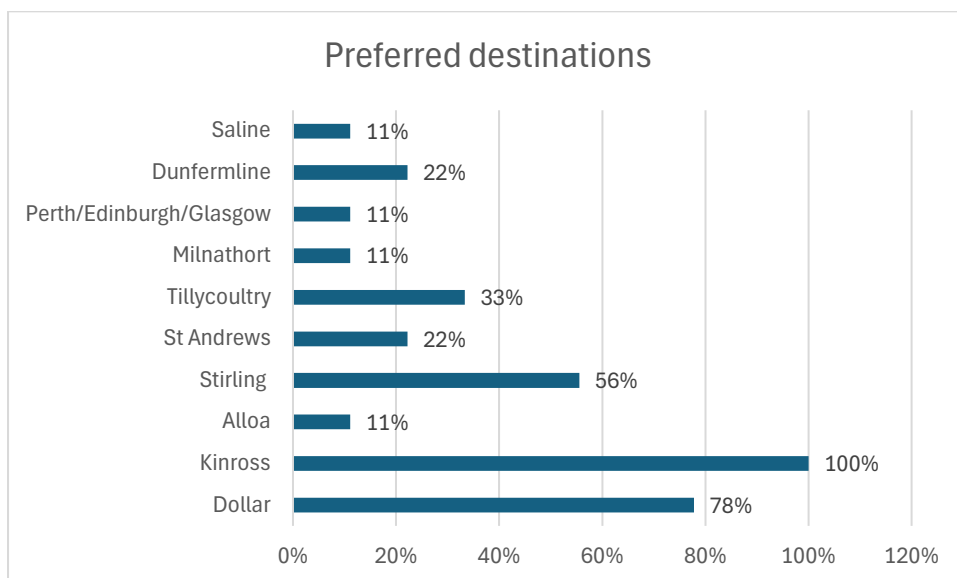 Preferred destinations
Saline 11%
Dunfermline 22%
Perth/Edinburgh/Glasgow 11%
Milnathort 11%
Tillycoultry 33%
St Andrews 22%
Stirling 56%
Alloa 11%
Kinross 100%
Dollar 78%
0% 20% 40% 60% 80% 100% 120%